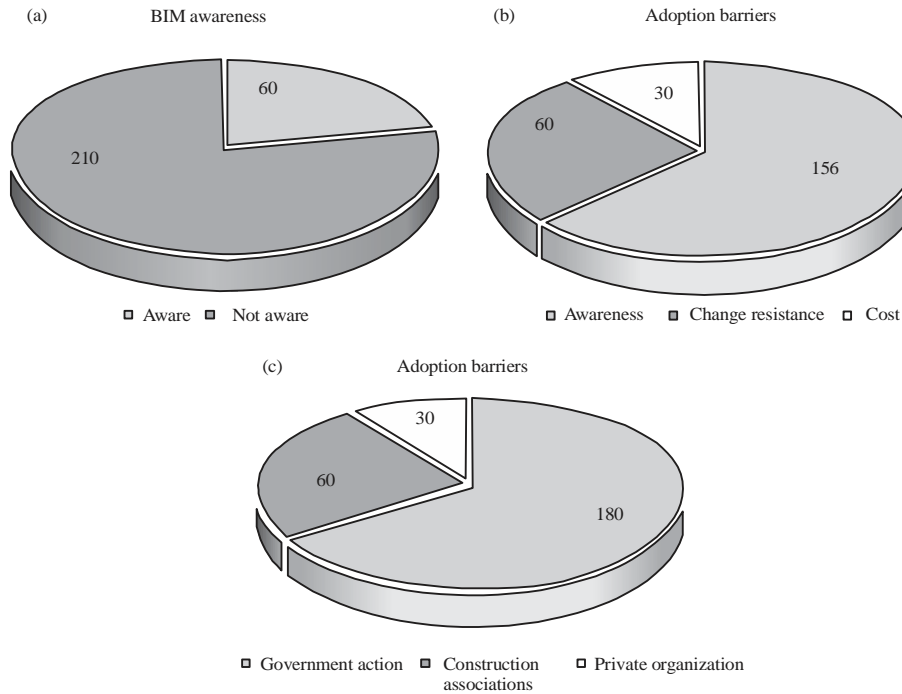 (a) BIM awareness
60
210
Aware Not aware
(b) Adoption barriers
30
60
156
Awareness Change resistance Cost
(c) Adoption barriers
30
60
180
Government action Construction associations Private organization